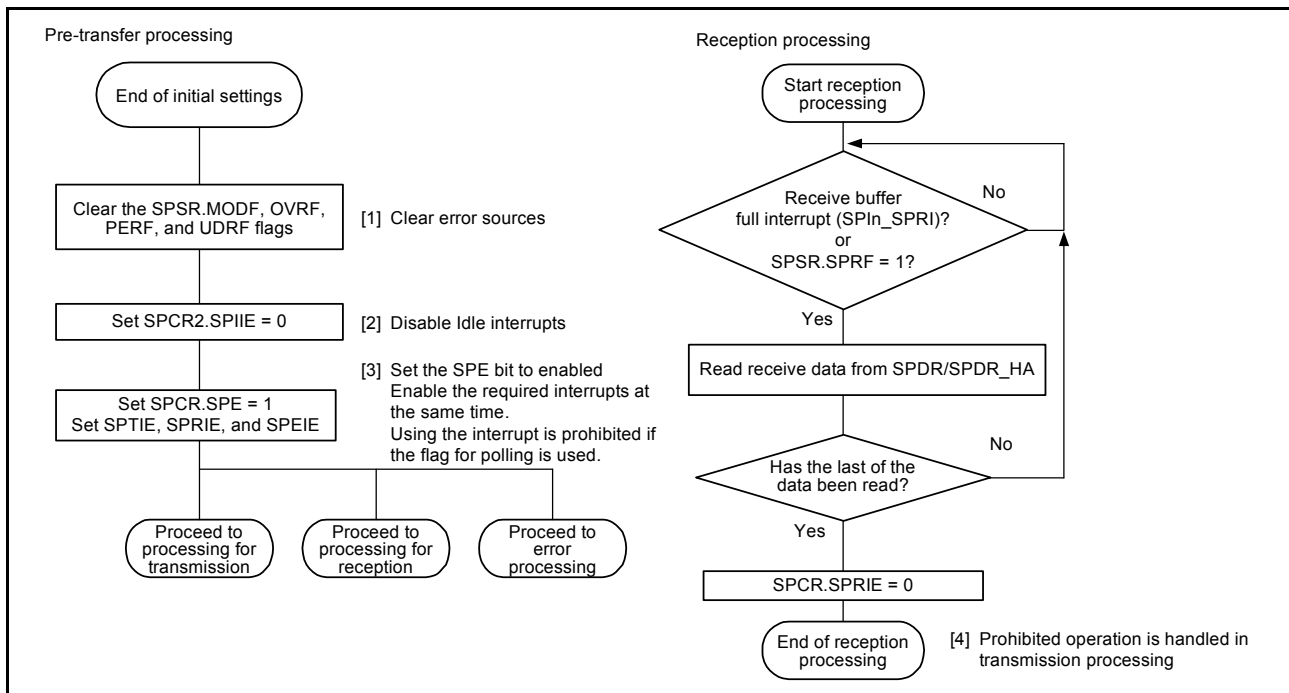 Pre-transfer processing
End of initial settings
Clear the SPSR.MODF, OVRF,
PERF, and UDRF flags
[1] Clear error sources
Set SPCR2.SPIIE = 0
[2] Disable Idle interrupts
Set SPCR.SPE = 1
Set SPTIE, SPRIE, and SPEIE
[3] Set the SPE bit to enabled
Enable the required interrupts at
the same time.
Using the interrupt is prohibited if
the flag for polling is used.
Proceed to
processing for
transmission
Proceed to
processing for
reception
Proceed to
error
processing
Reception processing
Start reception
processing
Receive buffer
full interrupt (SPIn_SPRI)?
or
SPSR.SPRF = 1?
No
Yes
Read receive data from SPDR/SPDR_HA
Has the last of the
data been read?
No
Yes
SPCR.SPRIE = 0
End of reception
processing
[4] Prohibited operation is handled in
transmission processing